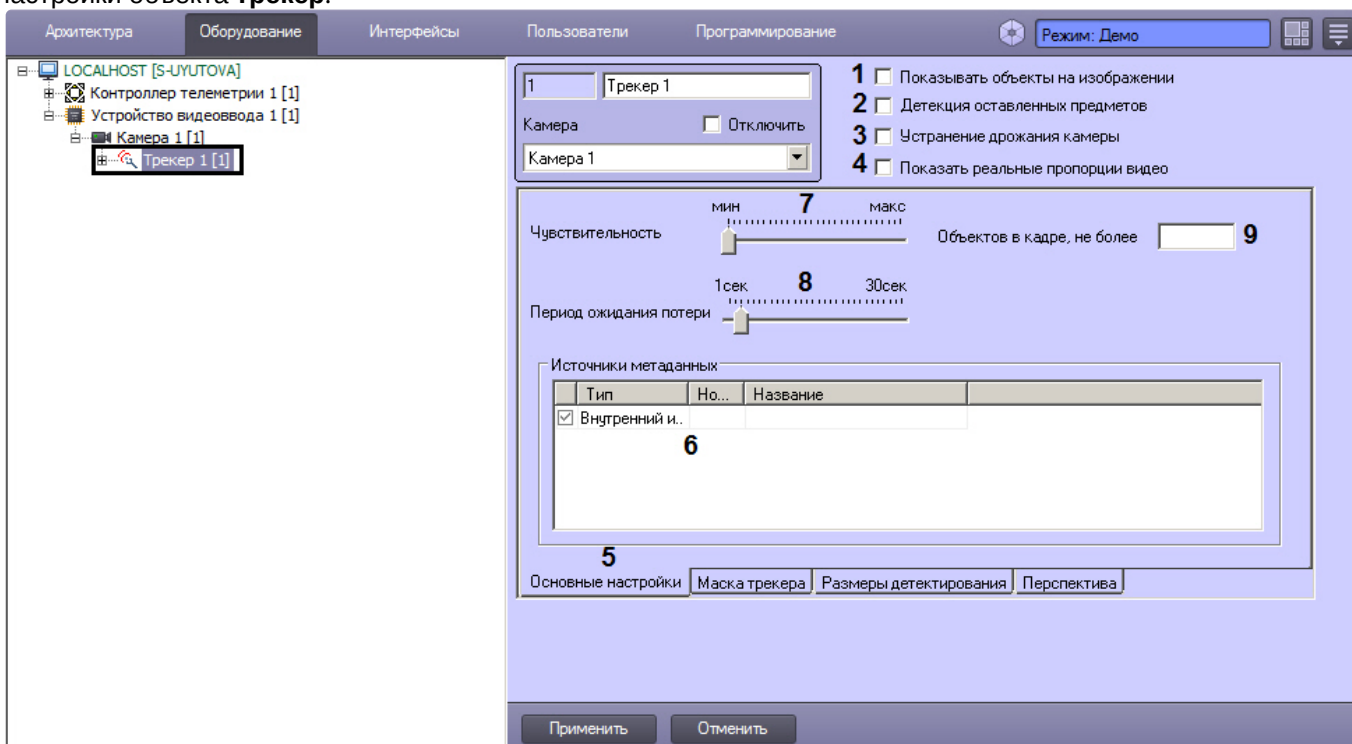 настройки объекта Трекер.
Архитектура Оборудование Интерфейсы Пользователи Программирование Режим: Демо
LOCALHOST [S-UYUTOVA]
Контроллер телеметрии 1 [1]
Устройство видеоввода 1 [1]
Камера 1 [1]
Трекер 1 [1]
1 Трекер 1
Камера Отключить
Камера 1
1 Показывать объекты на изображении
2 Детекция оставленных предметов
3 Устранение дрожания камеры
4 Показать реальные пропорции видео
мин 7 макс
Чувствительность
Объектов в кадре, не более 9
1сек 8 30сек
Период ожидания потери
Источники метаданных
Тип Но... Название
Внутренний и..
6
5
Основные настройки Маска трекера Размеры детектирования Перспектива
Применить Отменить